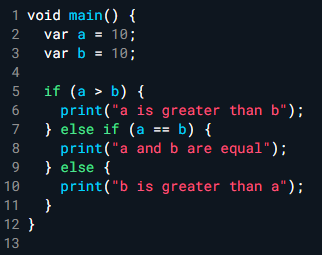 1 void main() {
2   var a = 10;
3   var b = 10;
4
5   if (a > b) {
6     print("a is greater than b");
7   } else if (a == b) {
8     print("a and b are equal");
9   } else {
10     print("b is greater than a");
11   }
12 }
13